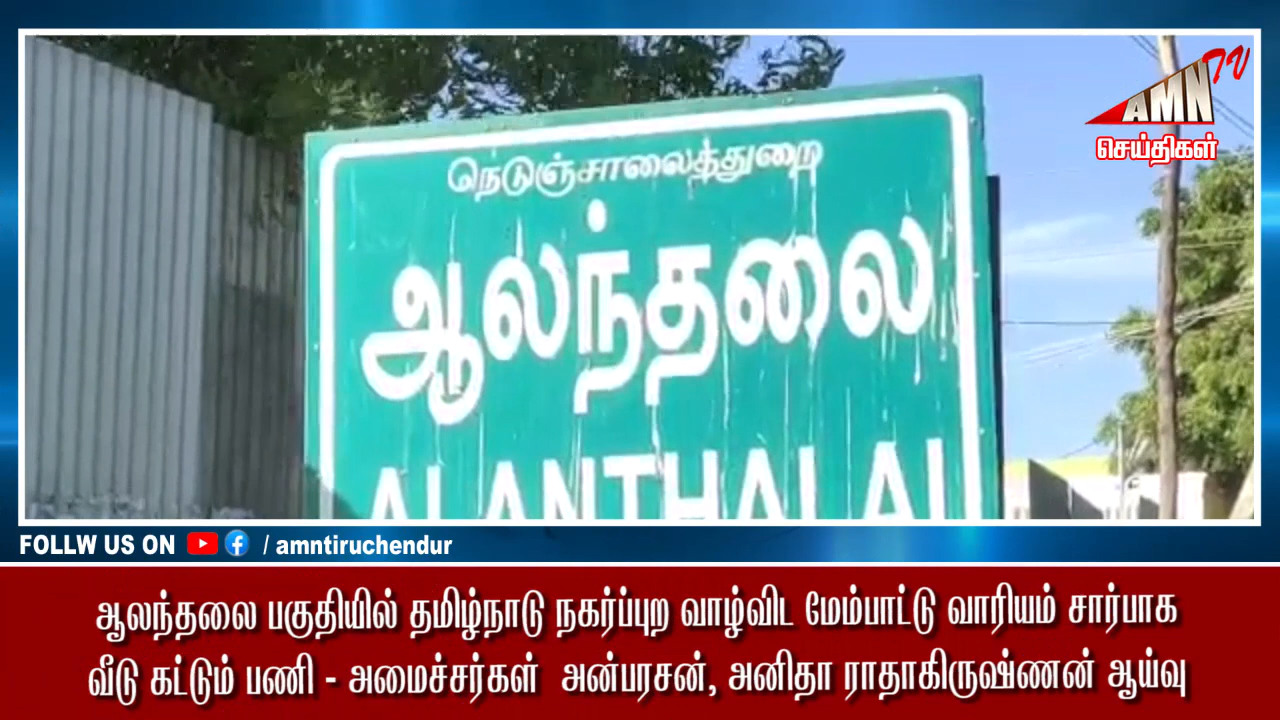 AMN TV
செய்திகள்
நெடுஞ்சாலைத்துறை
ஆலந்தலை
ALANTHALAI
FOLLW US ON / amntiruchendur
ஆலந்தலை பகுதியில் தமிழ்நாடு நகர்ப்புற வாழ்விட மேம்பாட்டு வாரியம் சார்பாக
வீடு கட்டும் பணி - அமைச்சர்கள் அன்பரசன், அனிதா ராதாகிருஷ்ணன் ஆய்வு